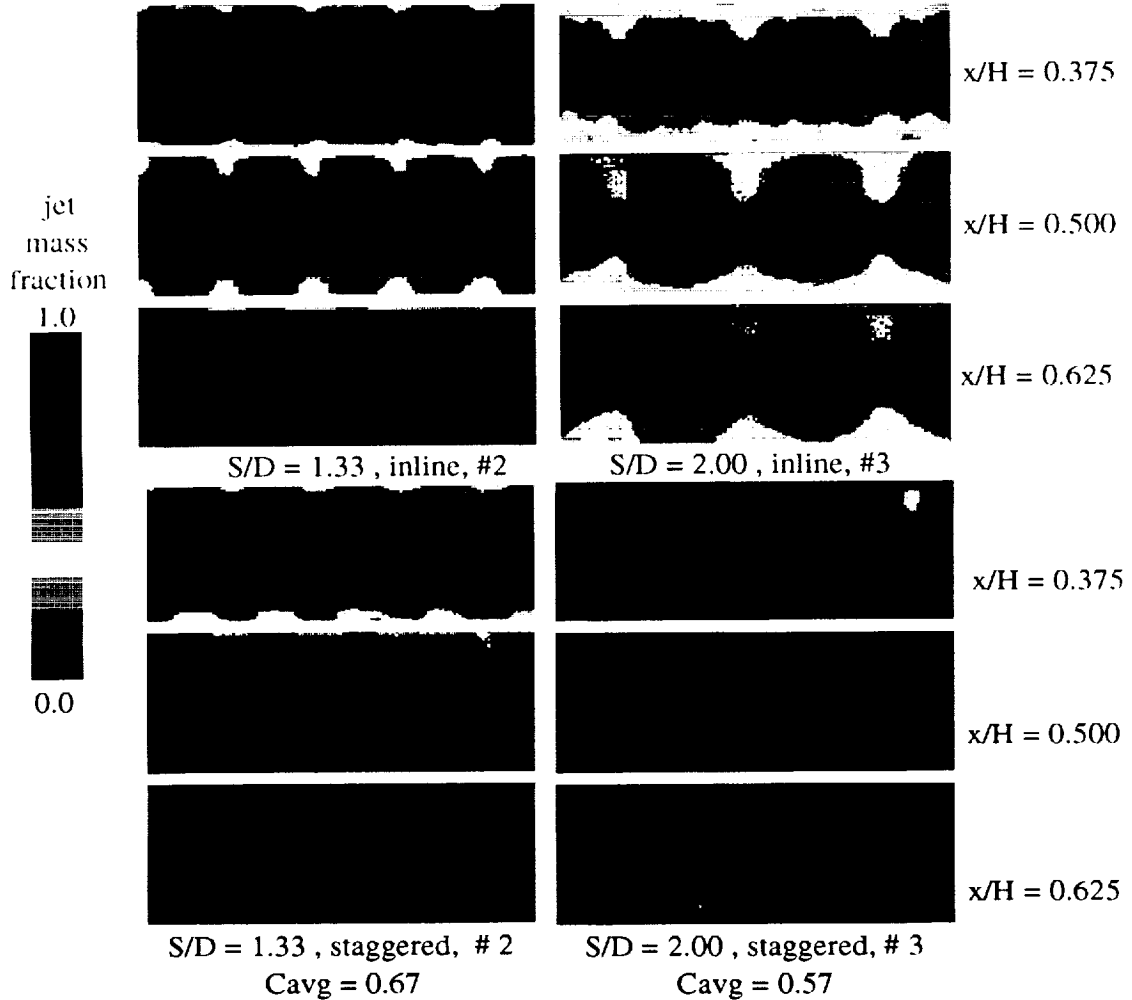 x/H = 0.375
x/H = 0.500
jet
mass
fraction
1.0
x/H = 0.625
S/D = 1.33 , inline, #2
S/D = 2.00 , inline, #3
x/H = 0.375
0.0
x/H = 0.500
x/H = 0.625
S/D = 1.33 , staggered, # 2
S/D = 2.00 , staggered, # 3
Cavg = 0.67
Cavg = 0.57